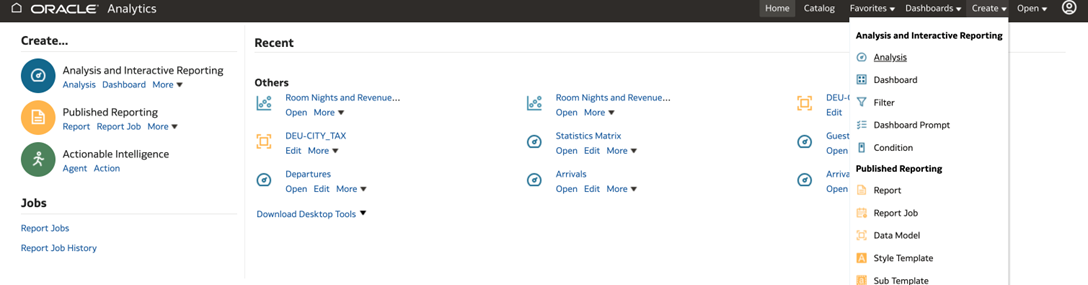 ORACLE Analytics
Home Catalog Favorites Dashboards Create Open
Create...
Analysis and Interactive Reporting
Analysis Dashboard More
Published Reporting
Report Report Job More
Actionable Intelligence
Agent Action
Jobs
Report Jobs
Report Job History
Recent
Others
Room Nights and Revenue...
Open More
Room Nights and Revenue...
Open More
DEU-
Edit
DEU-CITY_TAX
Edit More
Statistics Matrix
Open Edit More
Guest
Open
Departures
Open Edit More
Arrivals
Open Edit More
Arriva
Open
Download Desktop Tools
Analysis and Interactive Reporting
Analysis
Dashboard
Filter
Dashboard Prompt
Condition
Published Reporting
Report
Report Job
Data Model
Style Template
Sub Template